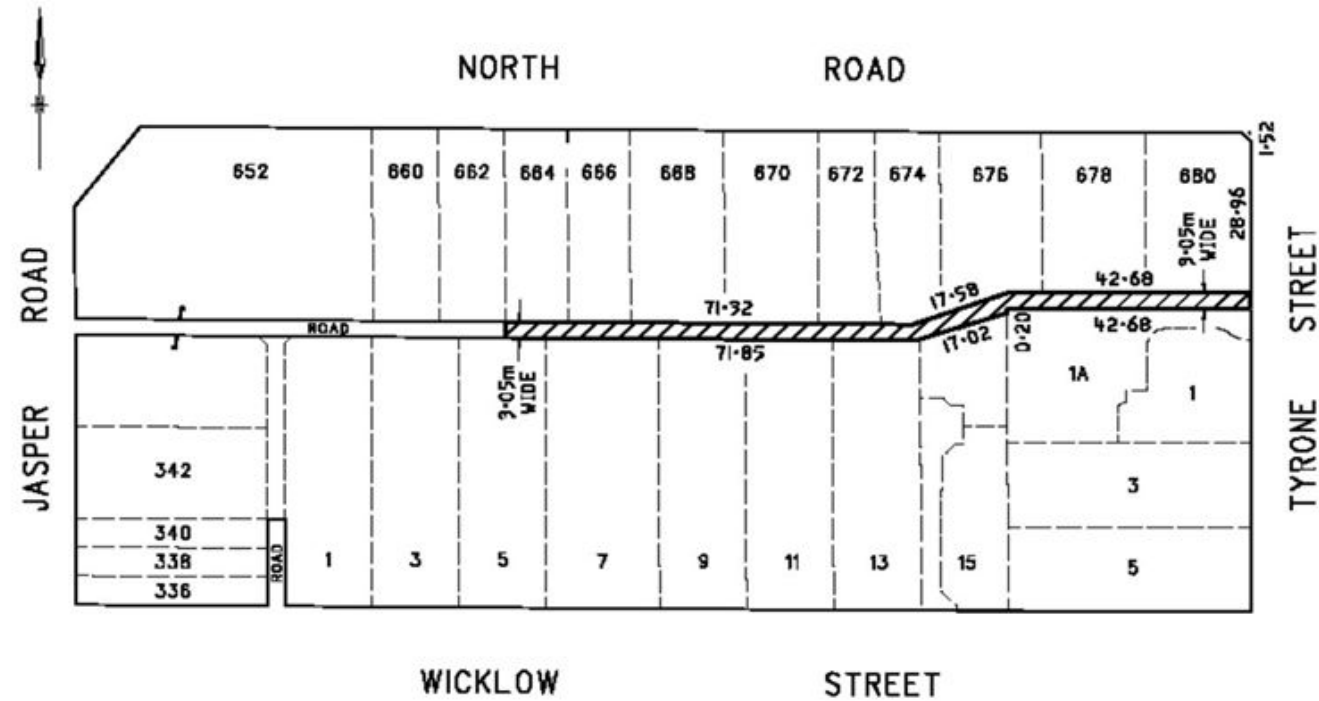 NORTH ROAD
1·52
652 660 662 664 666 668 670 672 674 676 678 680
28·96
3·05m
WIDE
STREET
ROAD
42·68
17·58
71·32
ROAD
42·68
0·20
17·02
71·85
3·05m
WIDE
1A
1
JASPER
TYRONE
342
3
340
338
336
ROAD
1 3 5 7 9 11 13 15 5
WICKLOW STREET